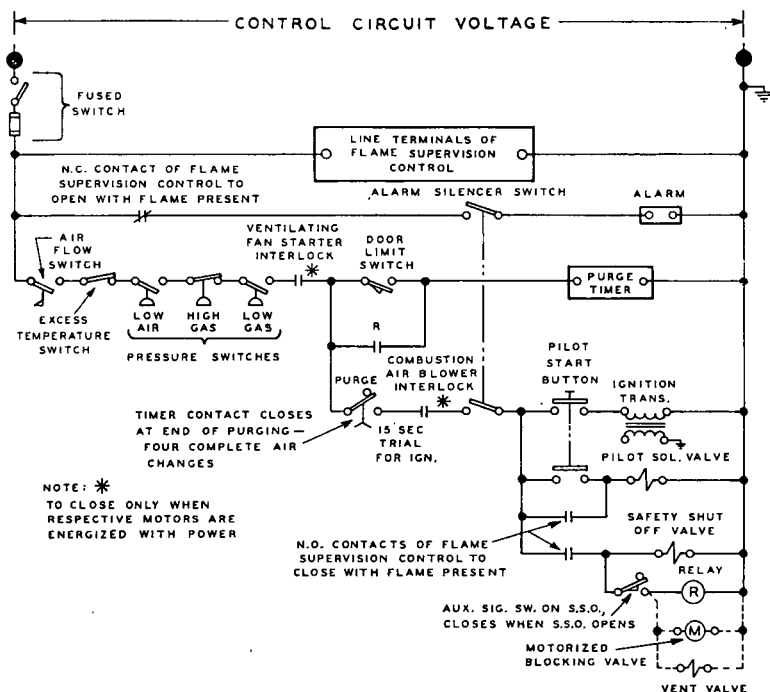 CONTROL CIRCUIT VOLTAGE
FUSED
SWITCH
LINE TERMINALS OF
FLAME SUPERVISION
CONTROL
N.C. CONTACT OF FLAME
SUPERVISION CONTROL TO
OPEN WITH FLAME PRESENT
ALARM SILENCER SWITCH
ALARM
VENTILATING
FAN STARTER
INTERLOCK
*
DOOR
LIMIT
SWITCH
AIR
FLOW
SWITCH
PURGE
TIMER
EXCESS
TEMPERATURE
SWITCH
LOW
AIR
HIGH
GAS
LOW
GAS
PRESSURE SWITCHES
R
COMBUSTION
AIR BLOWER
INTERLOCK
*
PILOT
START
BUTTON
IGNITION
TRANS.
PURGE
TIMER CONTACT CLOSES
AT END OF PURGING—
FOUR COMPLETE AIR
CHANGES
15 SEC
TRIAL
FOR IGN.
PILOT SOL. VALVE
NOTE: *
TO CLOSE ONLY WHEN
RESPECTIVE MOTORS ARE
ENERGIZED WITH POWER
N.O. CONTACTS OF FLAME
SUPERVISION CONTROL TO
CLOSE WITH FLAME PRESENT
SAFETY SHUT
OFF VALVE
RELAY
R
AUX. SIG. SW. ON S.S.O.,
CLOSES WHEN S.S.O. OPENS
M
MOTORIZED
BLOCKING VALVE
VENT VALVE